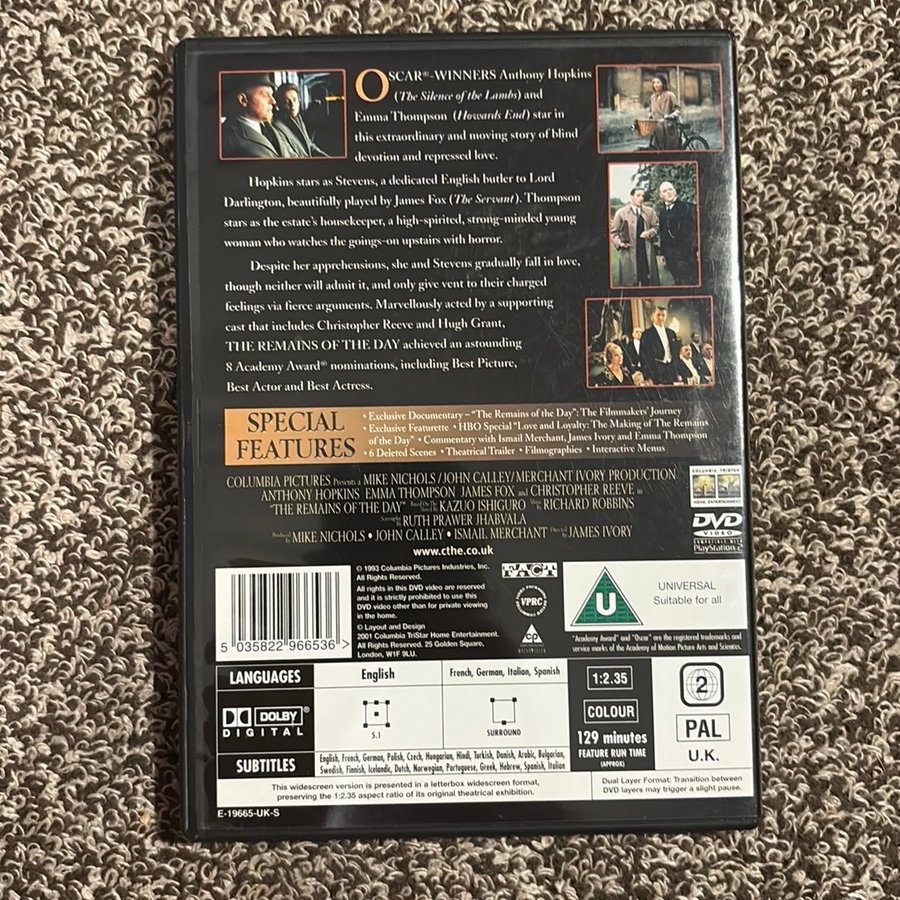 OSCAR®-WINNERS Anthony Hopkins
(The Silence of the Lambs) and
Emma Thompson (Howards End) star in
this extraordinary and moving story of blind
devotion and repressed love.
Hopkins stars as Stevens, a dedicated English butler to Lord
Darlington, beautifully played by James Fox (The Servant). Thompson
stars as the estate's housekeeper, a high-spirited, strong-minded young
woman who watches the goings-on upstairs with horror.
Despite her apprehensions, she and Stevens gradually fall in love,
though neither will admit it, and only give vent to their charged
feelings via fierce arguments. Marvellously acted by a supporting
cast that includes Christopher Reeve and Hugh Grant,
THE REMAINS OF THE DAY achieved an astounding
8 Academy Award® nominations, including Best Picture,
Best Actor and Best Actress.
SPECIAL
FEATURES
• Exclusive Documentary – "The Remains of the Day": The Filmmakers' Journey
• Exclusive Featurette • HBO Special "Love and Loyalty: The Making of The Remains
of the Day" • Commentary with Ismail Merchant, James Ivory and Emma Thompson
• 6 Deleted Scenes • Theatrical Trailer • Filmographies • Interactive Menus
COLUMBIA PICTURES Presents a MIKE NICHOLS/JOHN CALLEY/MERCHANT IVORY PRODUCTION
ANTHONY HOPKINS EMMA THOMPSON JAMES FOX and CHRISTOPHER REEVE in
"THE REMAINS OF THE DAY" Based On The Novel By KAZUO ISHIGURO Music By RICHARD ROBBINS
Screenplay By RUTH PRAWER JHABVALA
Produced By MIKE NICHOLS • JOHN CALLEY • ISMAIL MERCHANT Directed By JAMES IVORY
www.cthe.co.uk
COLUMBIA TRISTAR
HOME ENTERTAINMENT
DVD
VIDEO
COMPATIBLE WITH
PlayStation.2
5 035822 966536 >
© 1993 Columbia Pictures Industries, Inc.
All Rights Reserved.
All rights in this DVD video are reserved
and it is strictly prohibited to use this
DVD video other than for private viewing
in the home.
© Layout and Design
2001 Columbia TriStar Home Entertainment.
All Rights Reserved. 25 Golden Square,
London, W1F 9LU.
FACT
VPRC
cp
U
UNIVERSAL
Suitable for all
"Academy Award" and "Oscar" are the registered trademarks and
service marks of the Academy of Motion Picture Arts and Sciences.
LANGUAGES
English
French, German, Italian, Spanish
DOLBY
DIGITAL
5.1
SURROUND
1:2.35
COLOUR
129 minutes
FEATURE RUN TIME
(APPROX)
2
PAL
U.K.
SUBTITLES
English, French, German, Polish, Czech, Hungarian, Hindi, Turkish, Danish, Arabic, Bulgarian,
Swedish, Finnish, Icelandic, Dutch, Norwegian, Portuguese, Greek, Hebrew, Spanish, Italian
This widescreen version is presented in a letterbox widescreen format,
preserving the 1:2.35 aspect ratio of its original theatrical exhibition.
Dual Layer Format: Transition between
DVD layers may trigger a slight pause.
E-19665-UK-S